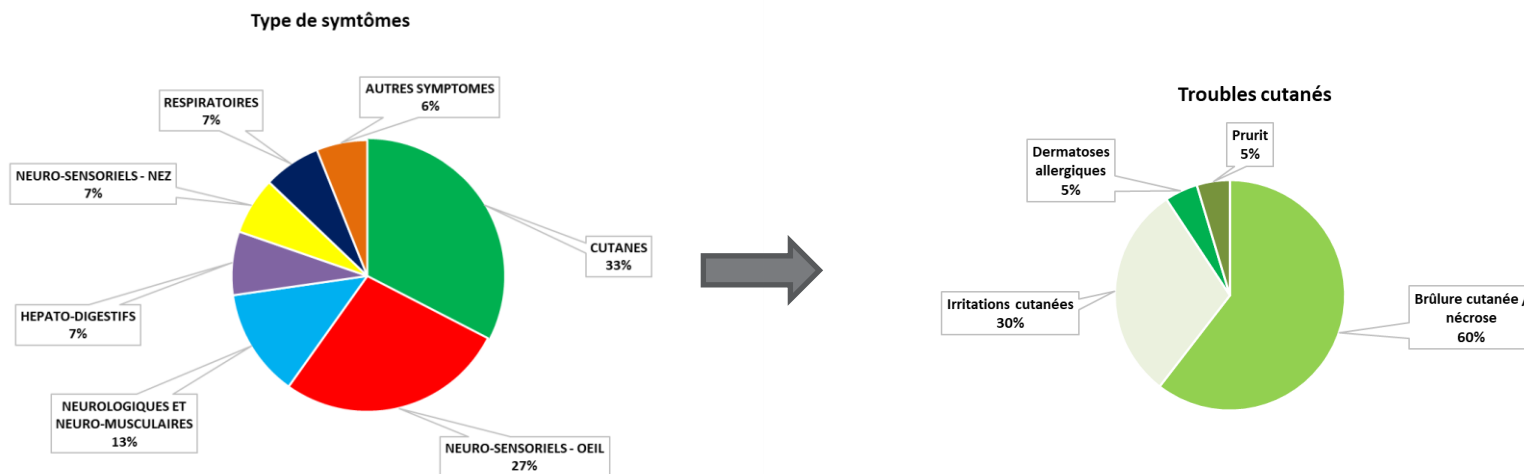 Type de symtômes
AUTRES SYMPTOMES
6%
RESPIRATOIRES
7%
NEURO-SENSORIELS - NEZ
7%
HEPATO-DIGESTIFS
7%
NEUROLOGIQUES ET
NEURO-MUSCULAIRES
13%
NEURO-SENSORIELS - OEIL
27%
CUTANES
33%
Troubles cutanés
Prurit
5%
Dermatoses
allergiques
5%
Irritations cutanées
30%
Brûlure cutanée /
nécrose
60%